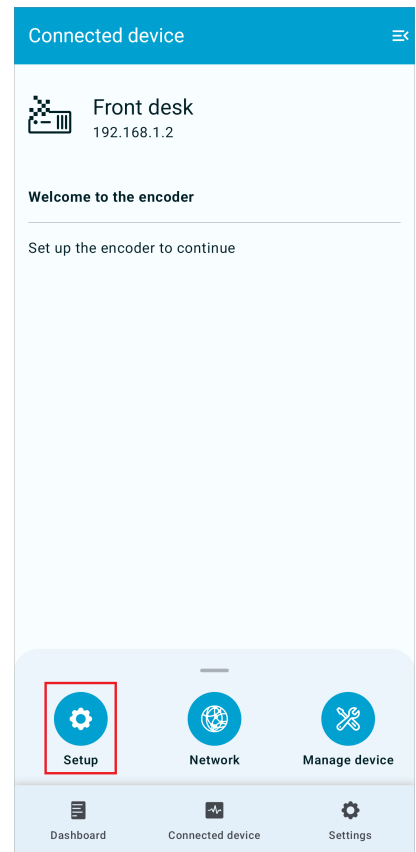 Connected device
Front desk
192.168.1.2
Welcome to the encoder
Set up the encoder to continue
Setup
Network
Manage device
Dashboard
Connected device
Settings